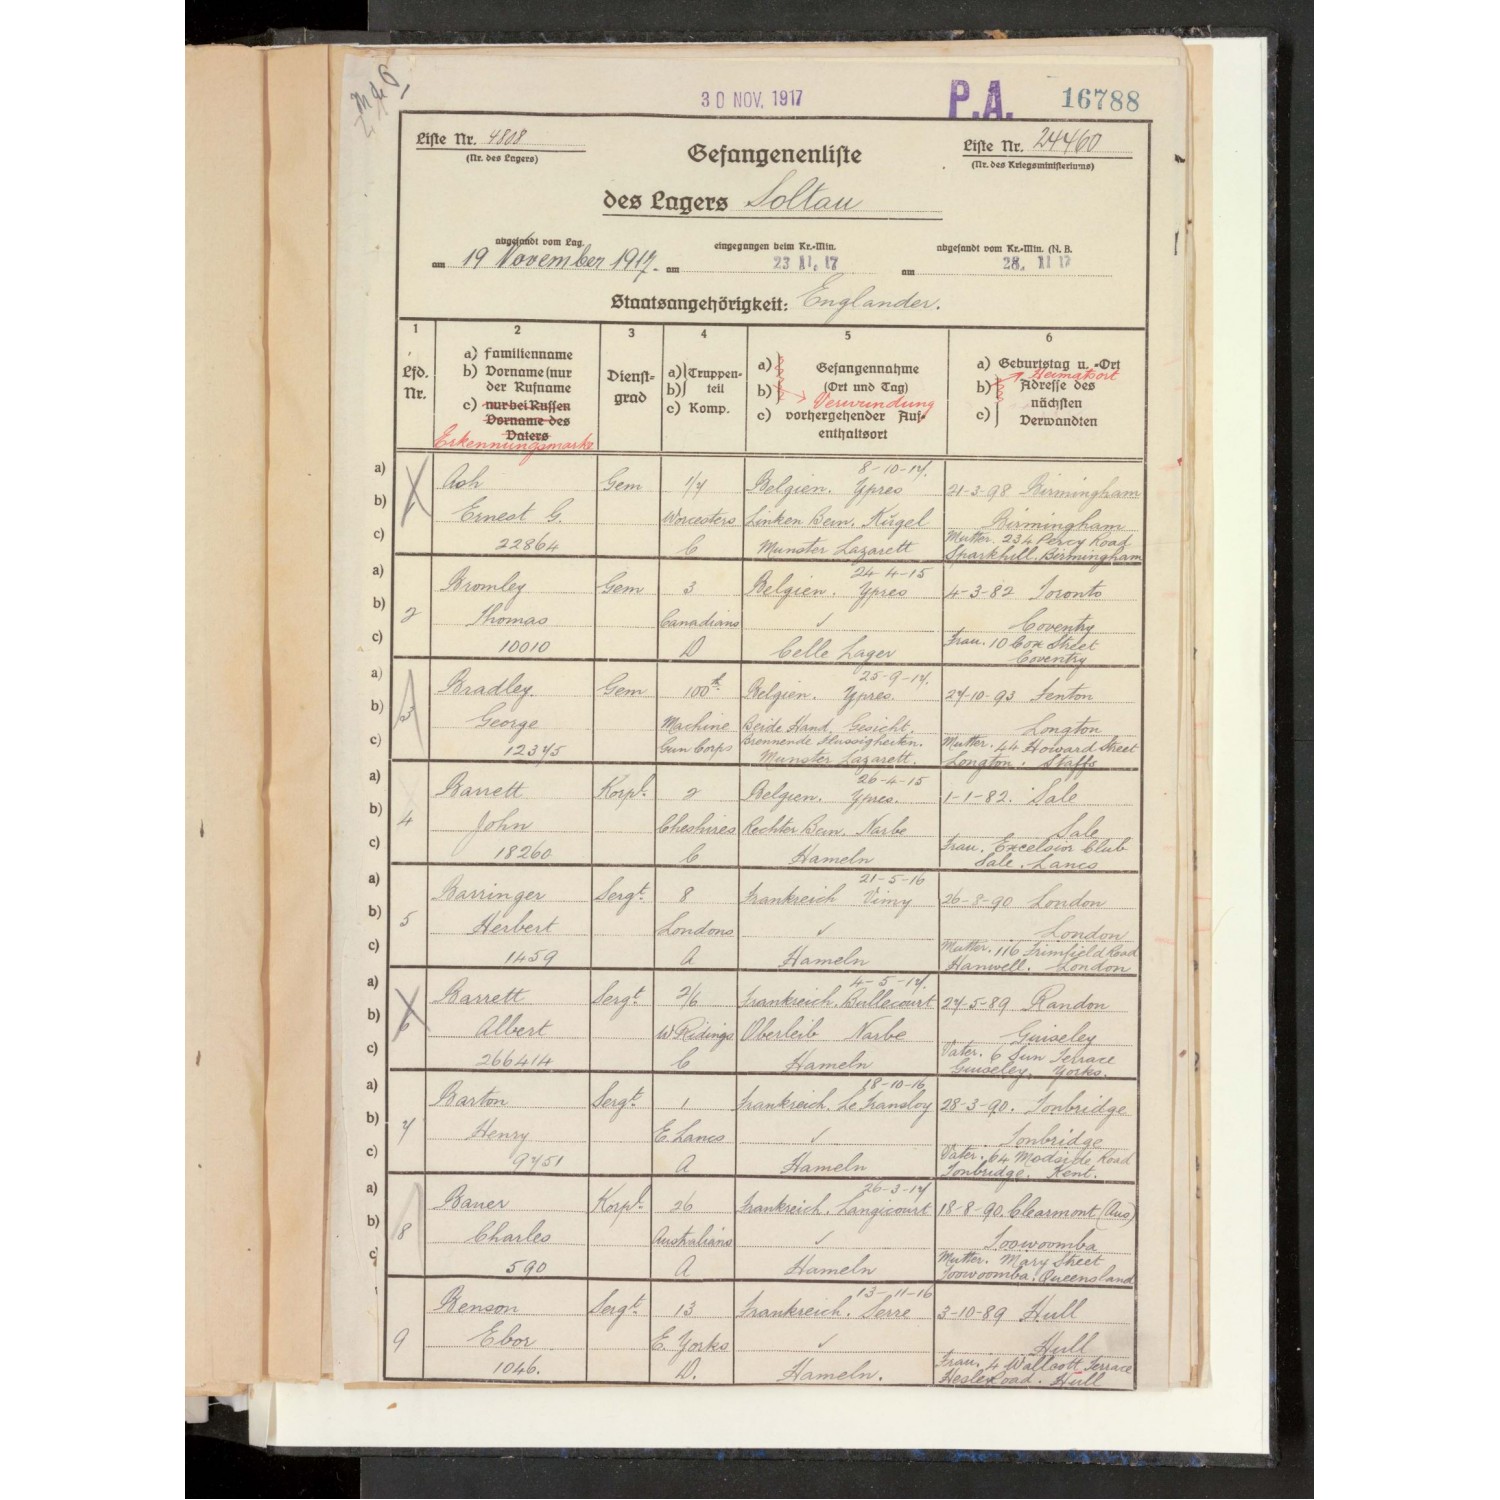 30 NOV. 1917
P.A. 16788
Liste Nr. 4808
(Nr. des Lagers)
Gefangenenliste
Liste Nr. 24460
(Nr. des Kriegsministeriums)
des Lagers Soltau
abgesandt vom Lag.
am 19 November 1917.
eingegangen beim Kr.-Min.
am 23 11. 17
abgesandt vom Kr.-Min. (N. B.
am 28. 11 17
Staatsangehörigkeit: Englander.
1 2 3 4 5 6
Lfd.
Nr.
a) Familienname
b) Vorname (nur
der Rufname
c) nur bei Russen
Vorname des
Vaters
Erkennungsmarke
Dienst-
grad
a) Truppen-
b) teil
c) Komp.
a) Gefangennahme
b) (Ort und Tag)
Verwundung
c) vorhergehender Auf-
enthaltsort
a) Geburtstag u. -Ort
Heimatsort
b) Adresse des
nächsten
c) Verwandten
a) Ash Gem 1/7 8-10-17. Belgien. Ypres 21-3-98 Birmingham
b) 1 Ernest G. Worcesters Linken Bein. Kugel Birmingham
c) 22864 C Munster Lazarett Mutter. 234 Percy Road
Sparkhill, Birmingham
a) Bromley Gem 3 24-4-15 Belgien. Ypres 4-3-82 Toronto
b) 2 Thomas Canadians ✓ Coventry
c) 10010 D Celle Lager Frau. 10 Cox Street
Coventry
a) Bradley. Gem 100th. 25-9-17. Belgien. Ypres. 27-10-93 Fenton
b) 3 George Machine Beide Hand, Gesicht. Longton
c) 12375 Gun Corps Brennende Flussigheiten. Mutter. 44 Howard Street
Munster Lazarett. Longton. Staffs
a) Barrett Korpl. 2 26-4-15 Belgien. Ypres. 1-1-82. Sale
b) 4 John Cheshires Rechter Bein, Narbe Sale
c) 18260 C Hameln Frau. Excelsior Club
Sale. Lancs
a) Barringer Sergt. 8 21-5-16 Frankreich Vimy 26-8-90 London
b) 5 Herbert Londons ✓ London
c) 1459 A Hameln Mutter. 116 Road
Hanwell. London
a) Barrett Sergt. 2/6 4-5-17. Frankreich. Bullecourt 27-5-89 Randon
b) 6 Albert W Ridings Oberleib Narbe Guiseley
c) 266414 C Hameln Vater. 6 Sun Terrace
Guiseley, Yorks.
a) Barton Sergt. 1 18-10-16 Frankreich. Le Transloy 28-3-90. Tonbridge
b) 7 Henry E. Lancs ✓ Tonbridge
c) 9751 A Hameln Vater. 64 Road
Tonbridge. Kent.
a) Bauer Korpl. 26 26-3-17 Frankreich. Langicourt 18-8-90. Clearmont (Aus)
b) 8 Charles Australians ✓ Toowoomba
c) 590 A Hameln Mutter. Mary Street
Toowoomba. Queensland
Benson Sergt. 13 13-11-16 Frankreich. Serre 3-10-89 Hull
9 Ebor E. Yorks ✓ Hull
1046. D. Hameln. Frau. 4 Wallcott Terrace
Road. Hull